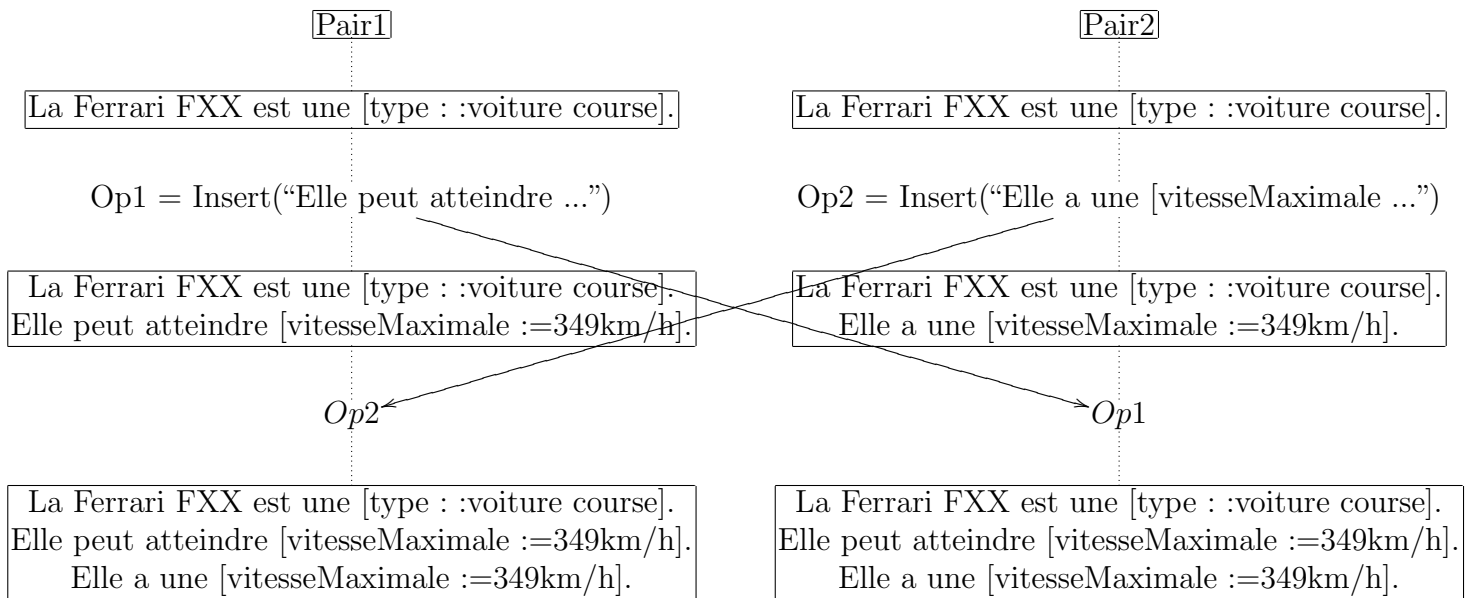 Pair1
Pair2
La Ferrari FXX est une [type : :voiture course].
La Ferrari FXX est une [type : :voiture course].
Op1 = Insert(“Elle peut atteindre ...”)
Op2 = Insert(“Elle a une [vitesseMaximale ...”)
La Ferrari FXX est une [type : :voiture course].
Elle peut atteindre [vitesseMaximale :=349km/h].
La Ferrari FXX est une [type : :voiture course].
Elle a une [vitesseMaximale :=349km/h].
Op2
Op1
La Ferrari FXX est une [type : :voiture course].
Elle peut atteindre [vitesseMaximale :=349km/h].
Elle a une [vitesseMaximale :=349km/h].
La Ferrari FXX est une [type : :voiture course].
Elle peut atteindre [vitesseMaximale :=349km/h].
Elle a une [vitesseMaximale :=349km/h].